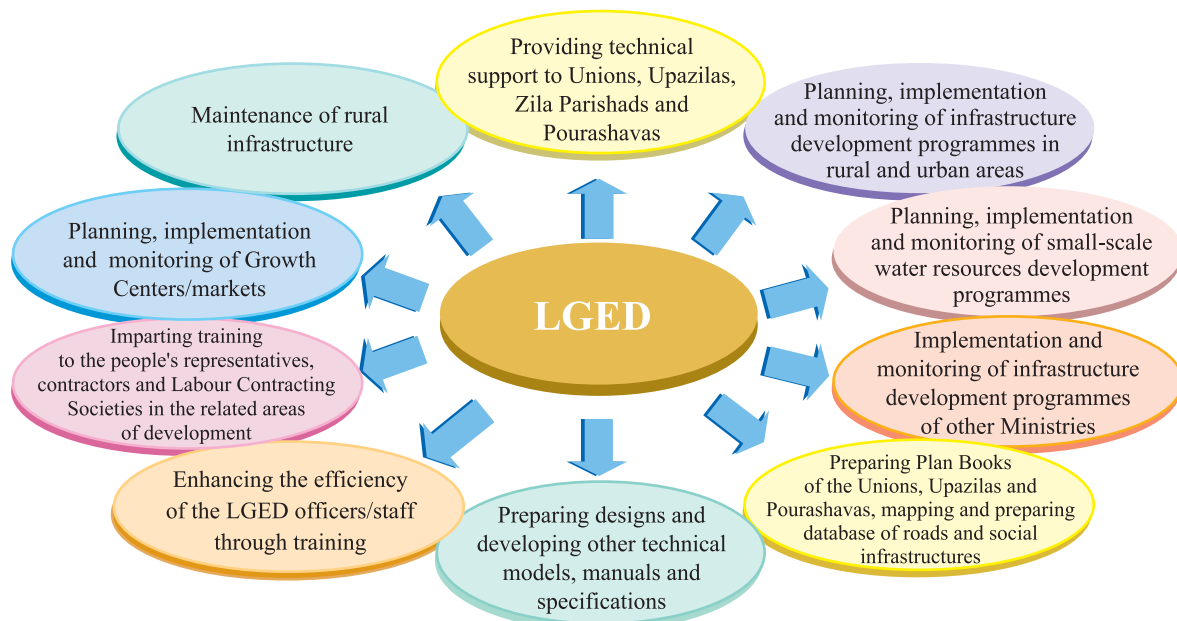 Providing technical
support to Unions, Upazilas,
Zila Parishads and
Pourashavas
Planning, implementation
and monitoring of infrastructure
development programmes in
rural and urban areas
Planning, implementation
and monitoring of small-scale
water resources development
programmes
Implementation and
monitoring of infrastructure
development programmes
of other Ministries
Preparing Plan Books
of the Unions, Upazilas and
Pourashavas, mapping and preparing
database of roads and social
infrastructures
Preparing designs and
developing other technical
models, manuals and
specifications
Enhancing the efficiency
of the LGED officers/staff
through training
Imparting training
to the people's representatives,
contractors and Labour Contracting
Societies in the related areas
of development
Planning, implementation
and monitoring of Growth
Centers/markets
Maintenance of rural
infrastructure
LGED